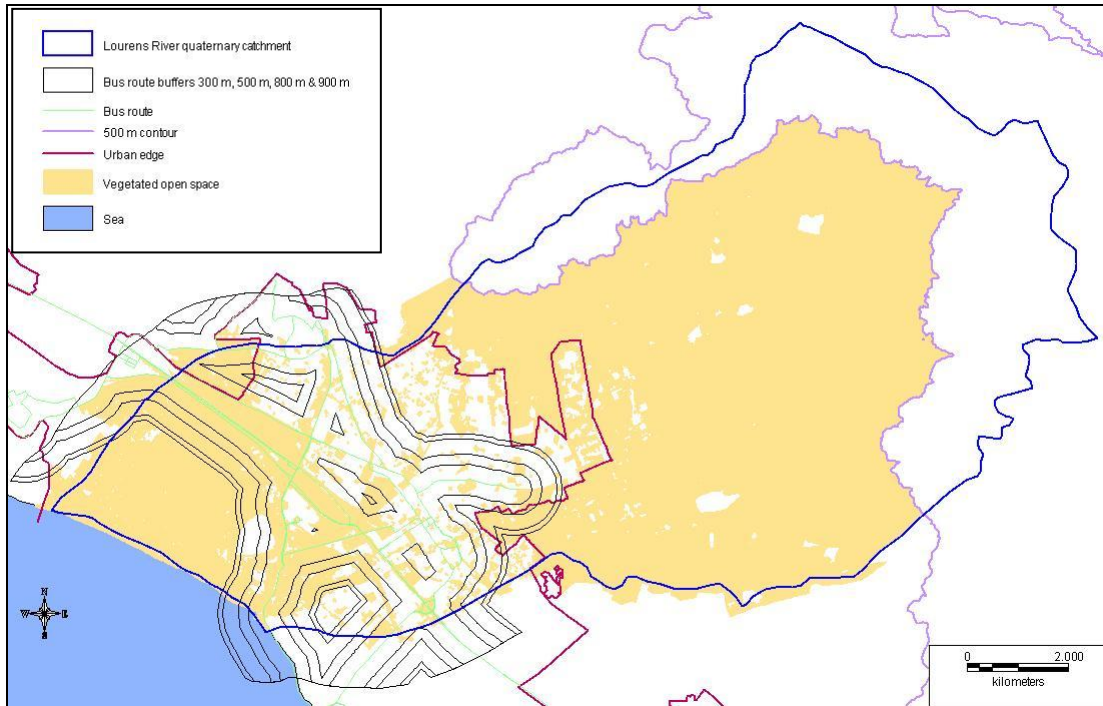 Lourens River quaternary catchment
Bus route buffers 300 m, 500 m, 800 m & 900 m
Bus route
500 m contour
Urban edge
Vegetated open space
Sea
N
W E
S
0 2.000
kilometers